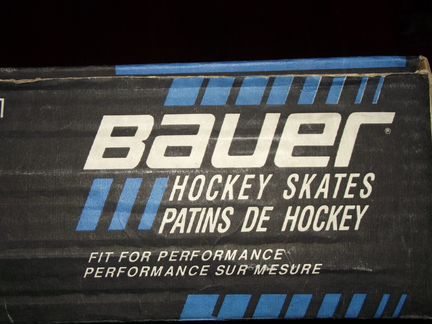 BAUER®
HOCKEY SKATES
PATINS DE HOCKEY
FIT FOR PERFORMANCE
PERFORMANCE SUR MESURE